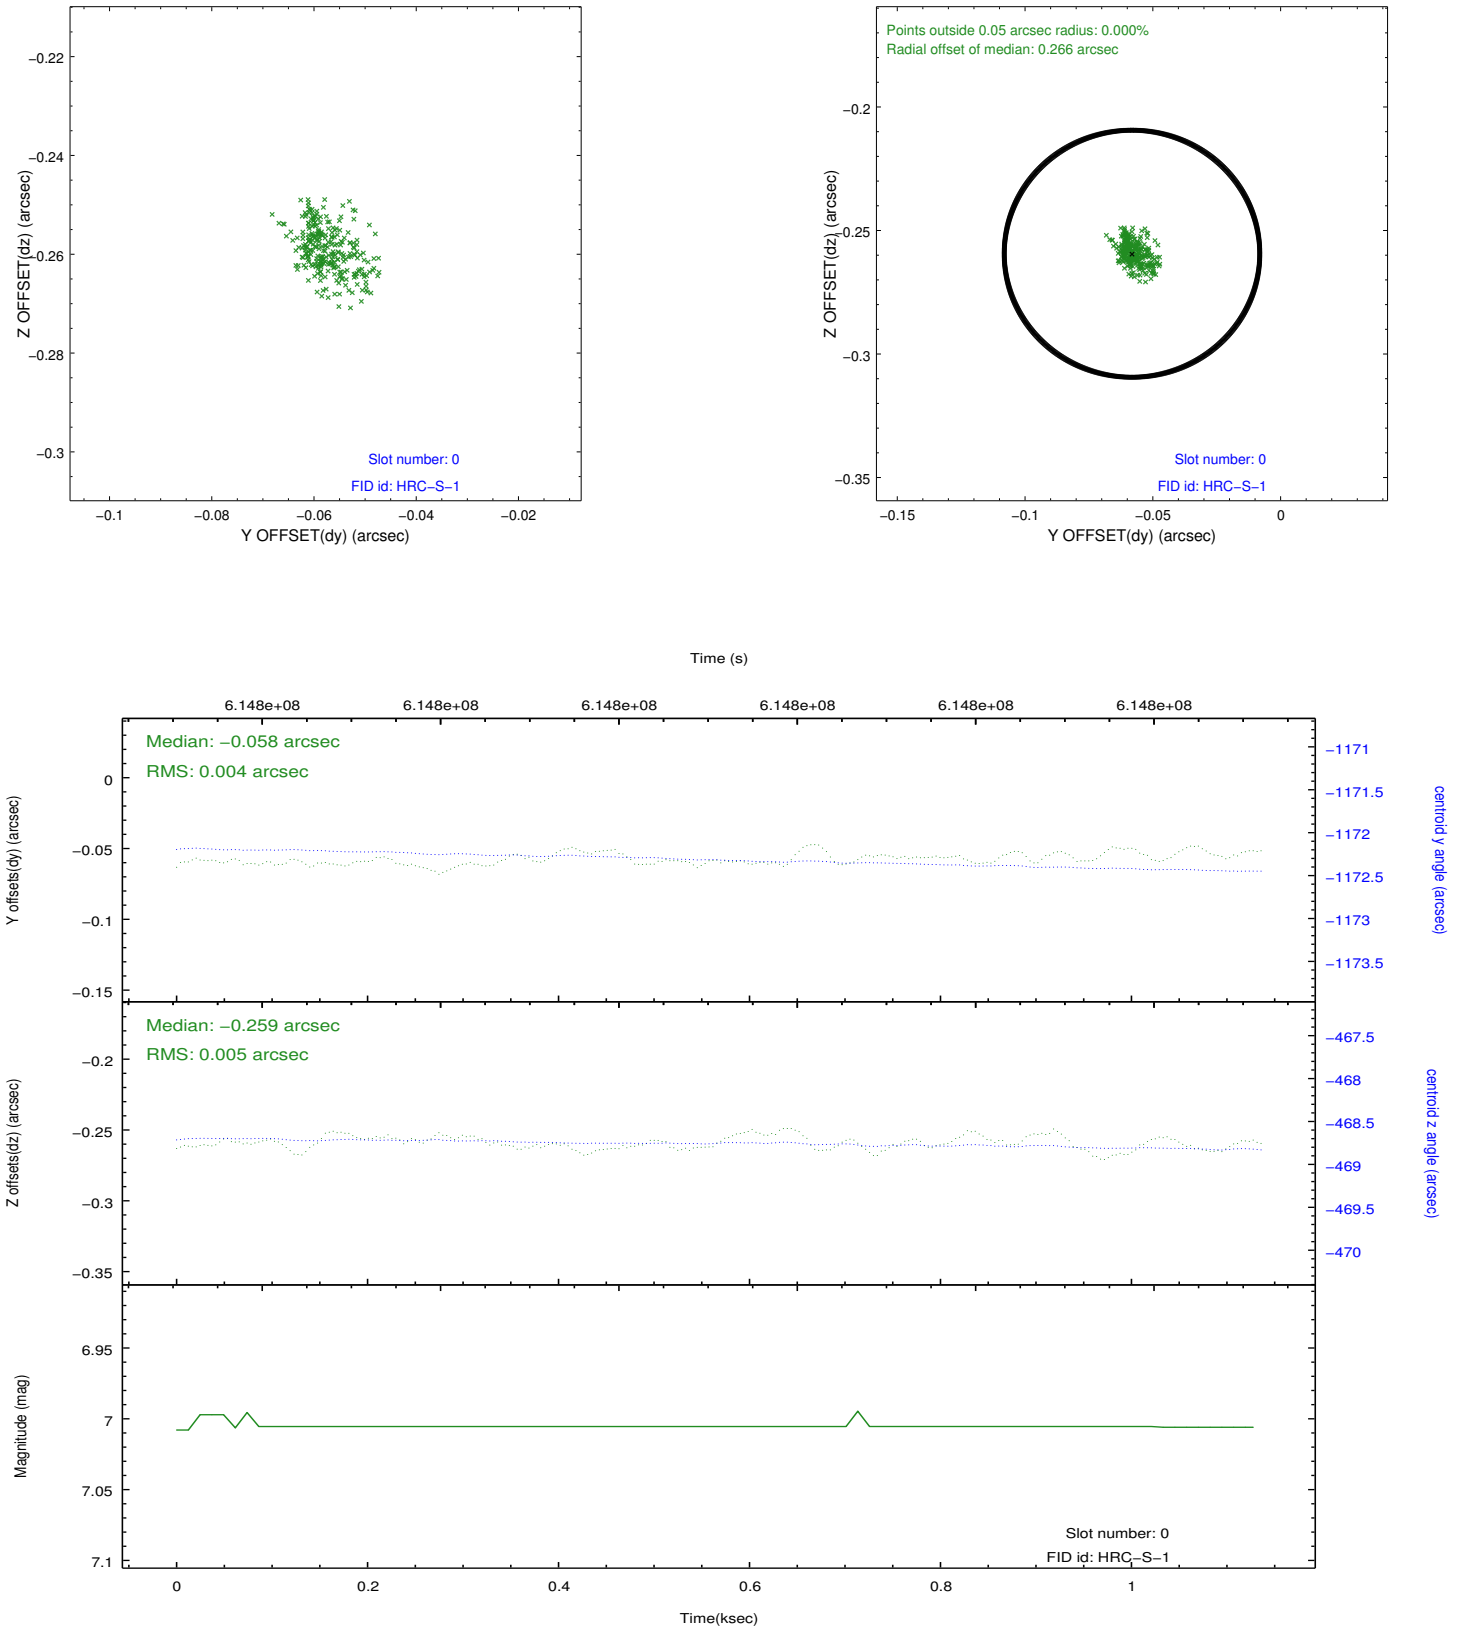 −0.22
−0.24
−0.26
−0.28
−0.3
Z OFFSET(dz) (arcsec)
Slot number: 0
FID id: HRC−S−1
−0.1 −0.08 −0.06 −0.04 −0.02
Y OFFSET(dy) (arcsec)
Points outside 0.05 arcsec radius: 0.000%
Radial offset of median: 0.266 arcsec
−0.2
−0.25
−0.3
−0.35
Z OFFSET(dz) (arcsec)
Slot number: 0
FID id: HRC−S−1
−0.15 −0.1 −0.05 0
Y OFFSET(dy) (arcsec)
Time (s)
6.148e+08 6.148e+08 6.148e+08 6.148e+08 6.148e+08 6.148e+08
Median: −0.058 arcsec
RMS: 0.004 arcsec
0
−0.05
−0.1
−0.15
Y offsets(dy) (arcsec)
−1171
−1171.5
−1172
−1172.5
−1173
−1173.5
centroid y angle (arcsec)
Median: −0.259 arcsec
RMS: 0.005 arcsec
−0.2
−0.25
−0.3
−0.35
Z offsets(dz) (arcsec)
−467.5
−468
−468.5
−469
−469.5
−470
centroid z angle (arcsec)
6.95
7
7.05
7.1
Magnitude (mag)
Slot number: 0
FID id: HRC−S−1
0 0.2 0.4 0.6 0.8 1
Time(ksec)